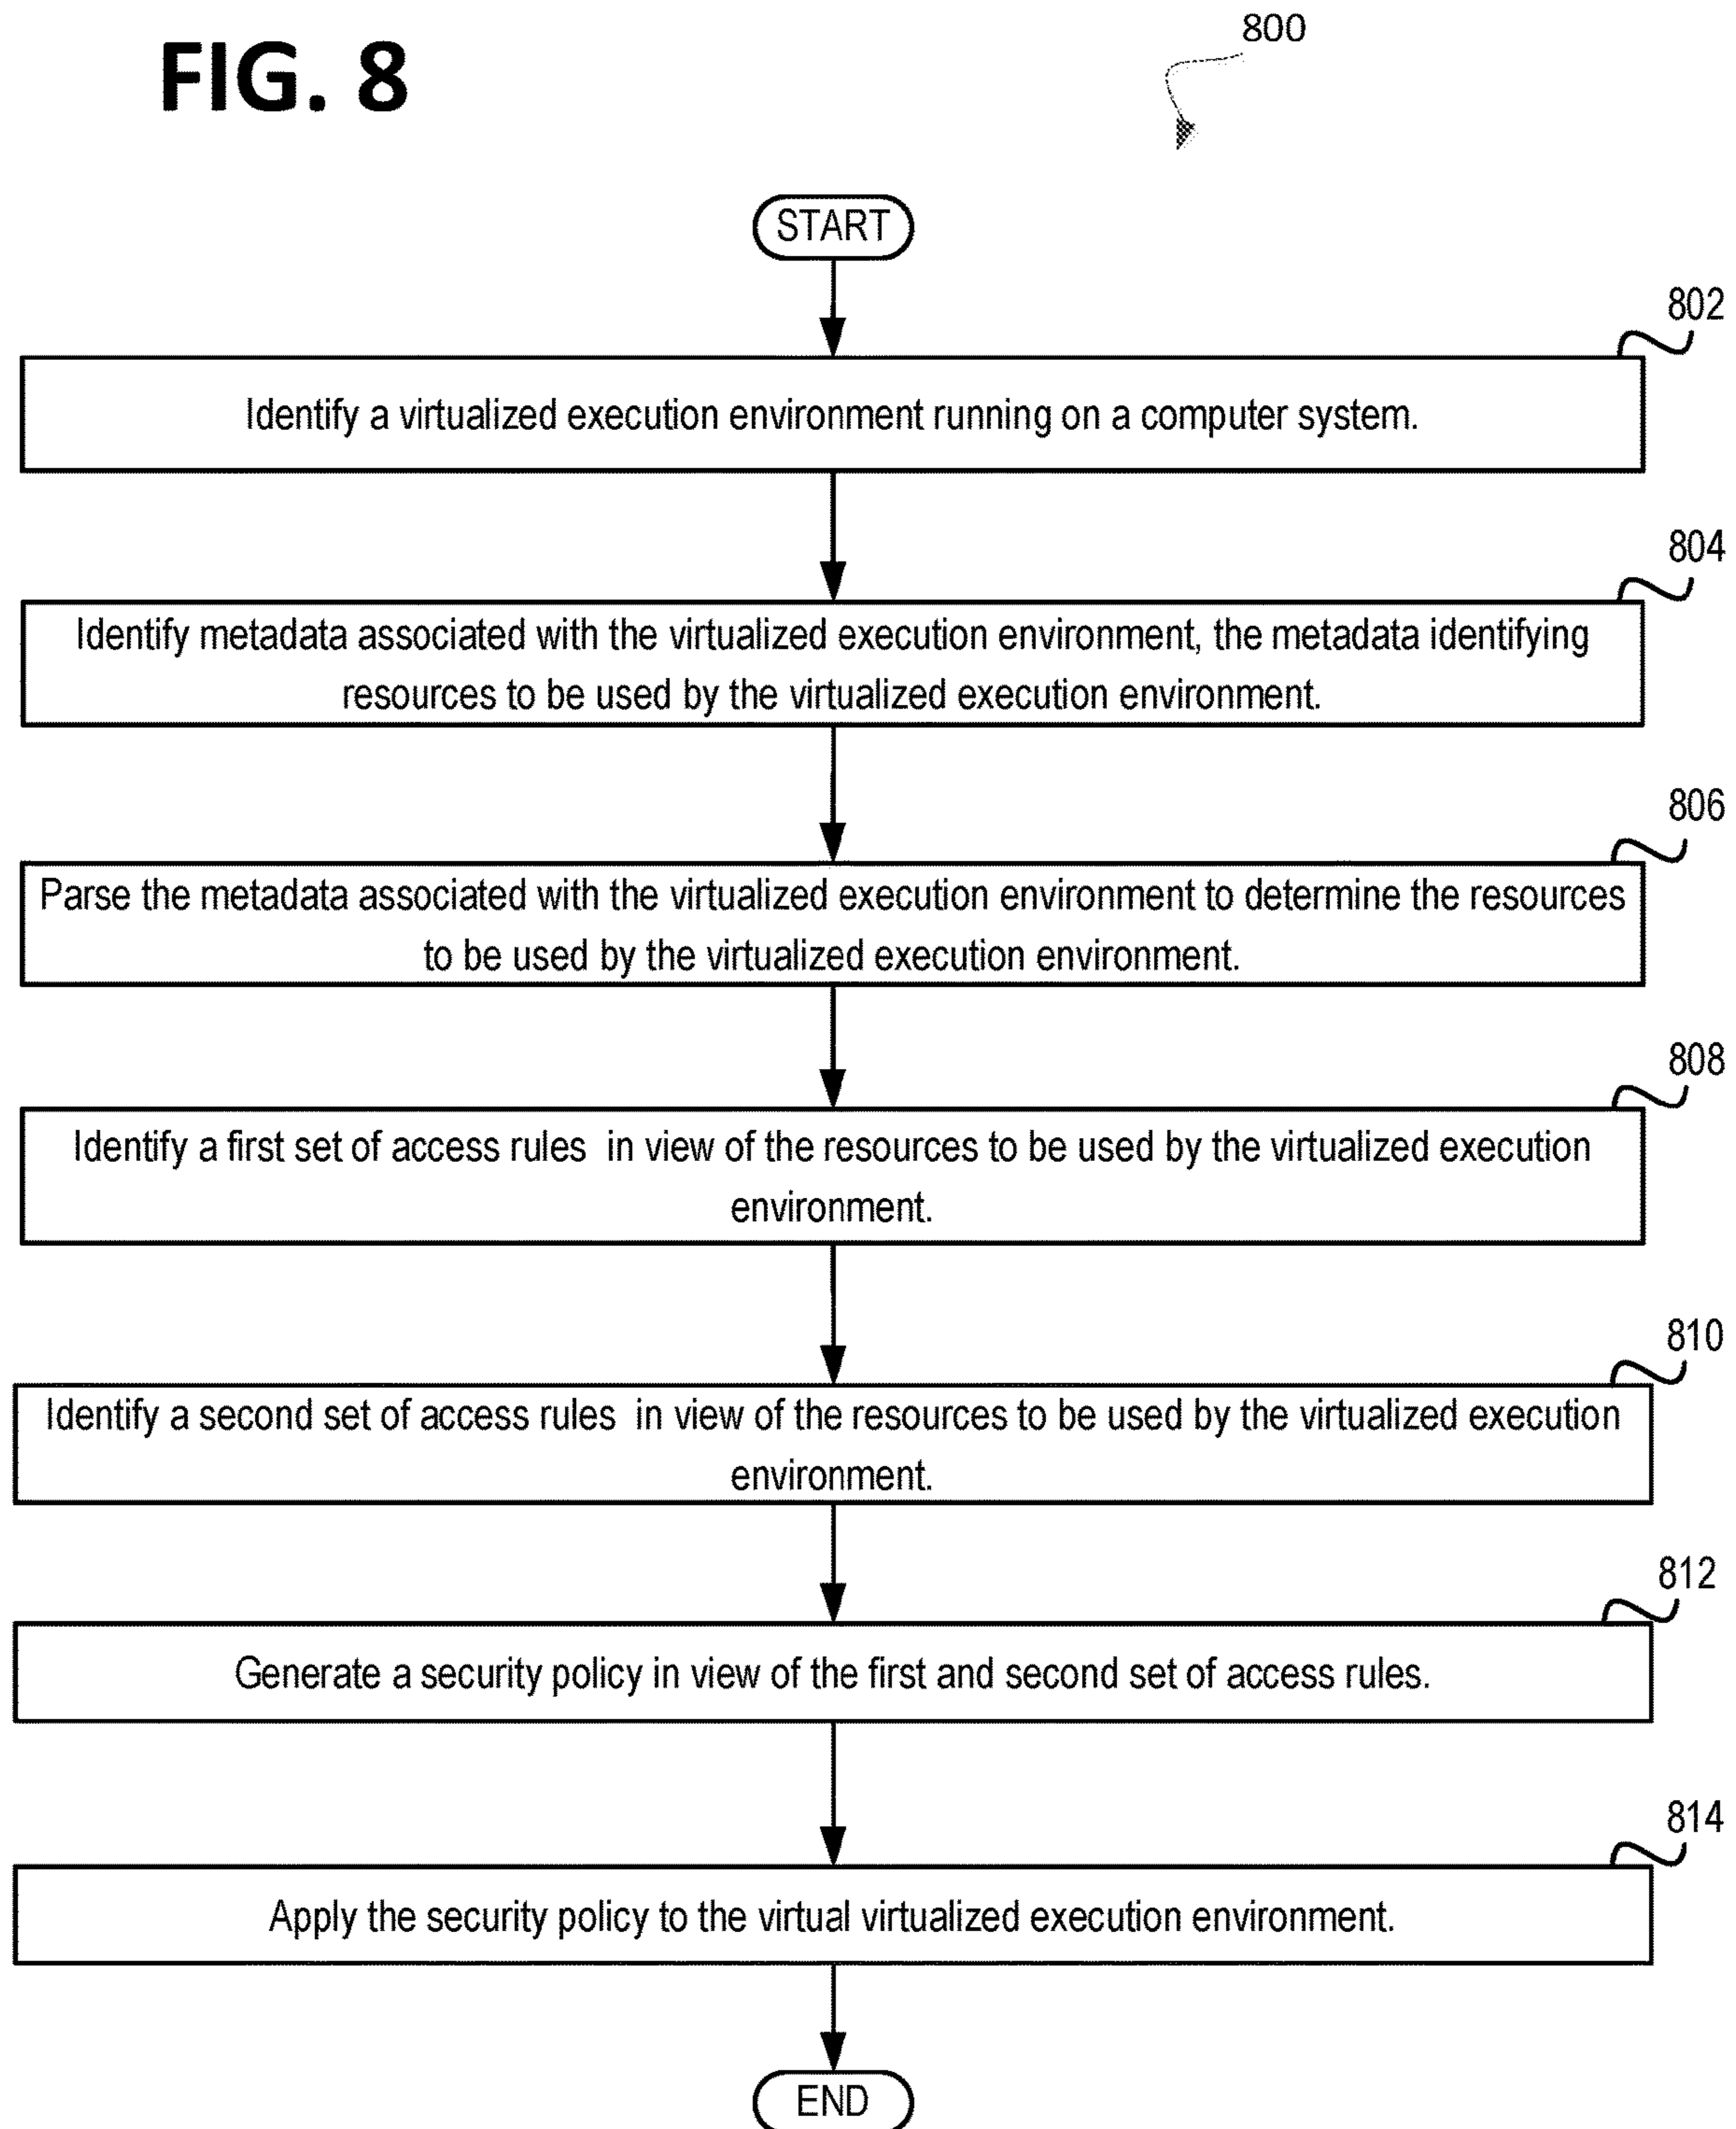 FIG. 8
800
START
802
Identify a virtualized execution environment running on a computer system.
804
Identify metadata associated with the virtualized execution environment, the metadata identifying
resources to be used by the virtualized execution environment.
806
Parse the metadata associated with the virtualized execution environment to determine the resources
to be used by the virtualized execution environment.
808
Identify a first set of access rules in view of the resources to be used by the virtualized execution
environment.
810
Identify a second set of access rules in view of the resources to be used by the virtualized execution
environment.
812
Generate a security policy in view of the first and second set of access rules.
814
Apply the security policy to the virtual virtualized execution environment.
END